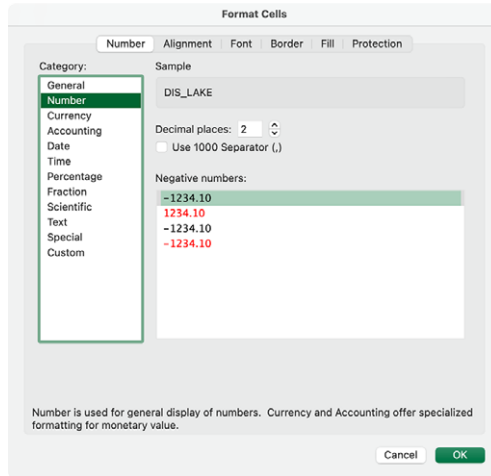 Format Cells
Number Alignment Font Border Fill Protection
Category:
General
Number
Currency
Accounting
Date
Time
Percentage
Fraction
Scientific
Text
Special
Custom
Sample
DIS_LAKE
Decimal places: 2
Use 1000 Separator (,)
Negative numbers:
-1234.10
1234.10
-1234.10
-1234.10
Number is used for general display of numbers. Currency and Accounting offer specialized
formatting for monetary value.
Cancel OK